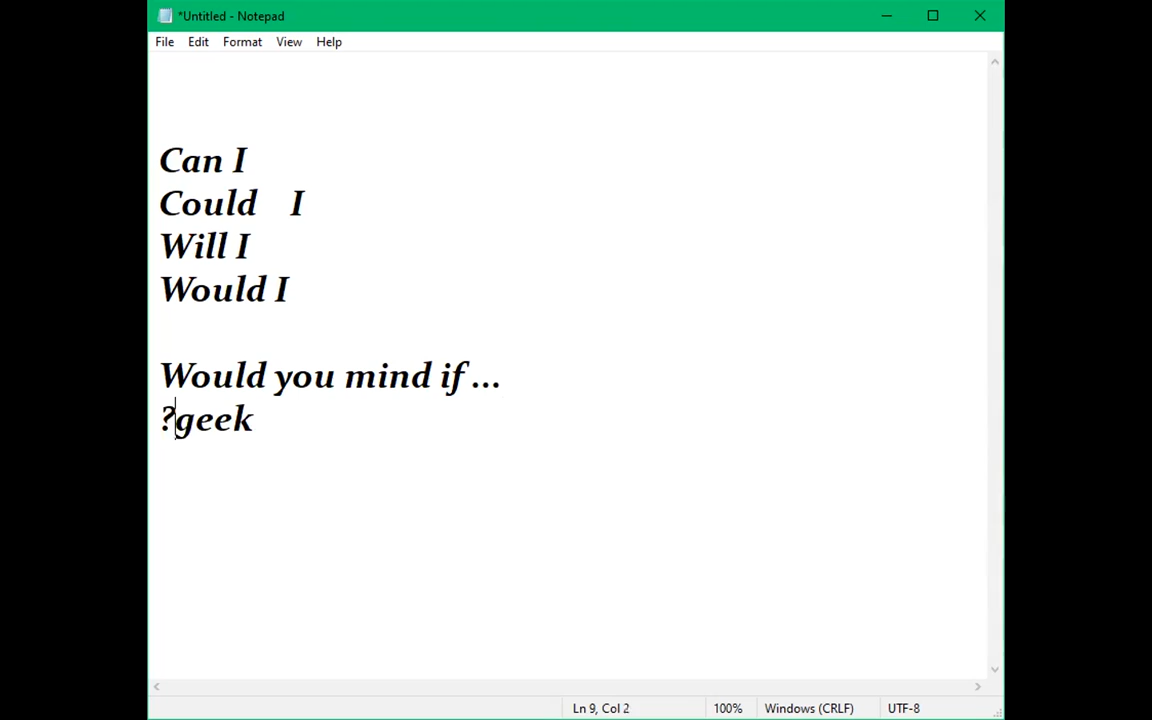 *Untitled - Notepad
File Edit Format View Help
Can I
Could I
Will I
Would I
Would you mind if ...
?geek
Ln 9, Col 2 100% Windows (CRLF) UTF-8